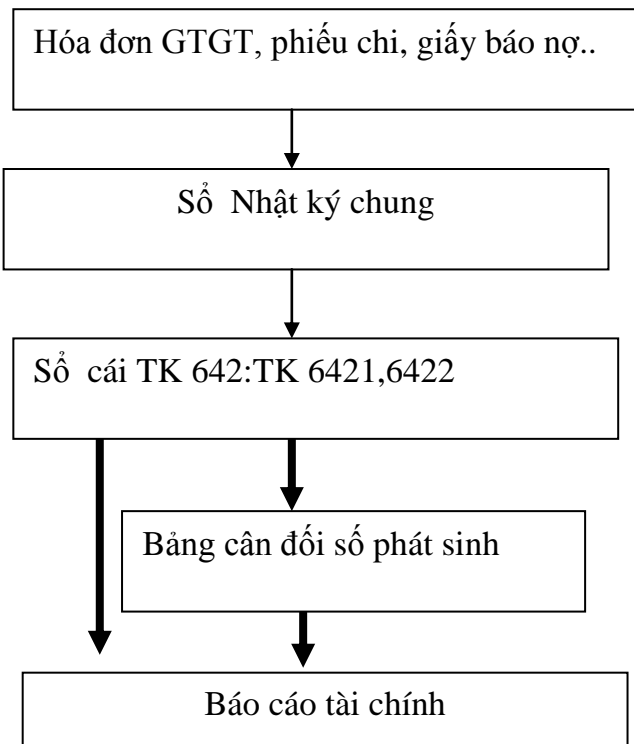 Hóa đơn GTGT, phiếu chi, giấy báo nợ..
Sổ Nhật ký chung
Sổ cái TK 642:TK 6421,6422
Bảng cân đối số phát sinh
Báo cáo tài chính